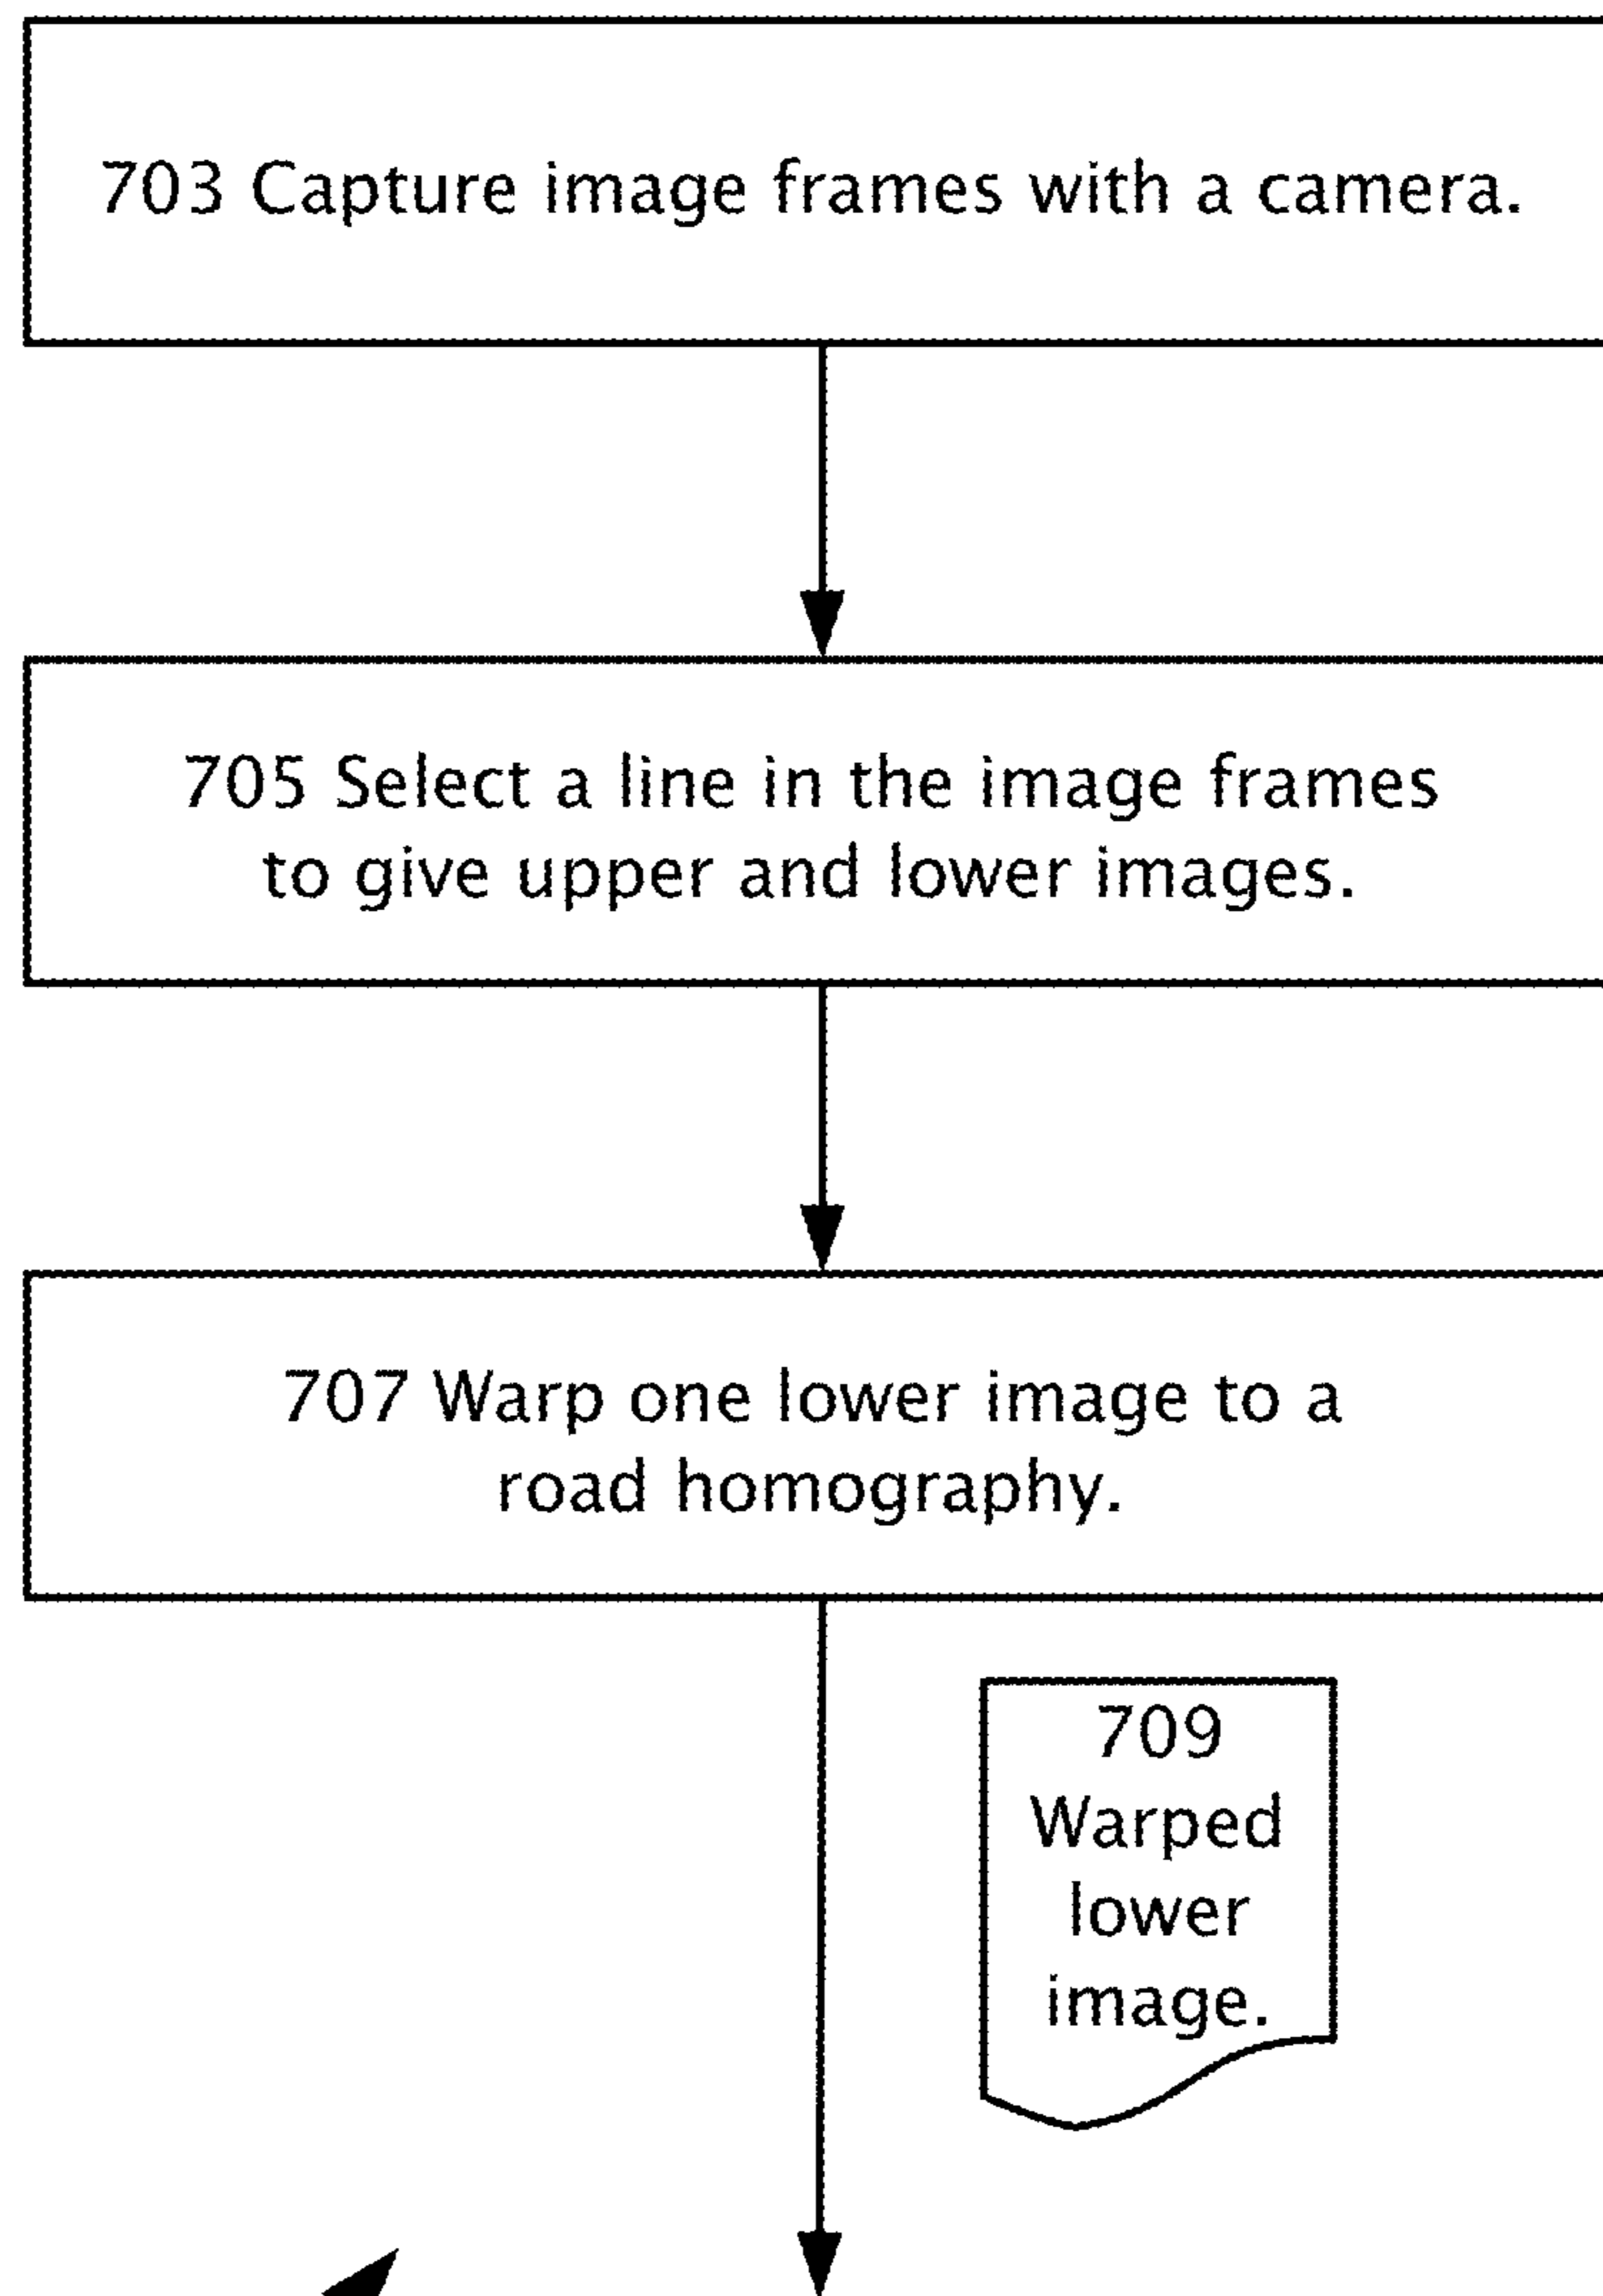 703 Capture image frames with a camera.
705 Select a line in the image frames
to give upper and lower images.
707 Warp one lower image to a
road homography.
709
Warped
lower
image.